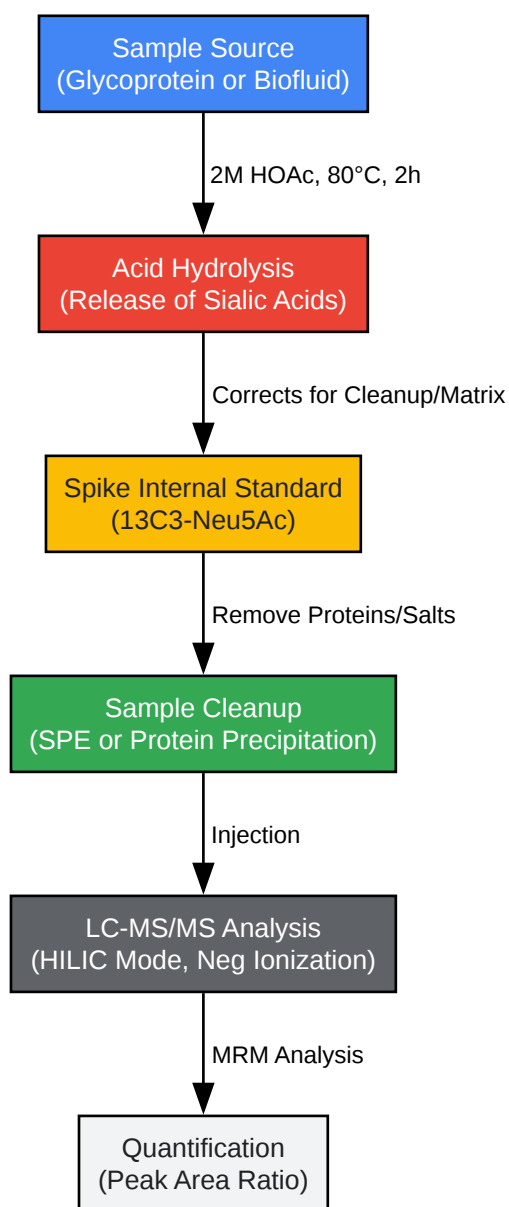 Sample Source
(Glycoprotein or Biofluid)
2M HOAc, 80°C, 2h
Acid Hydrolysis
(Release of Sialic Acids)
Corrects for Cleanup/Matrix
Spike Internal Standard
(13C3-Neu5Ac)
Remove Proteins/Salts
Sample Cleanup
(SPE or Protein Precipitation)
Injection
LC-MS/MS Analysis
(HILIC Mode, Neg Ionization)
MRM Analysis
Quantification
(Peak Area Ratio)